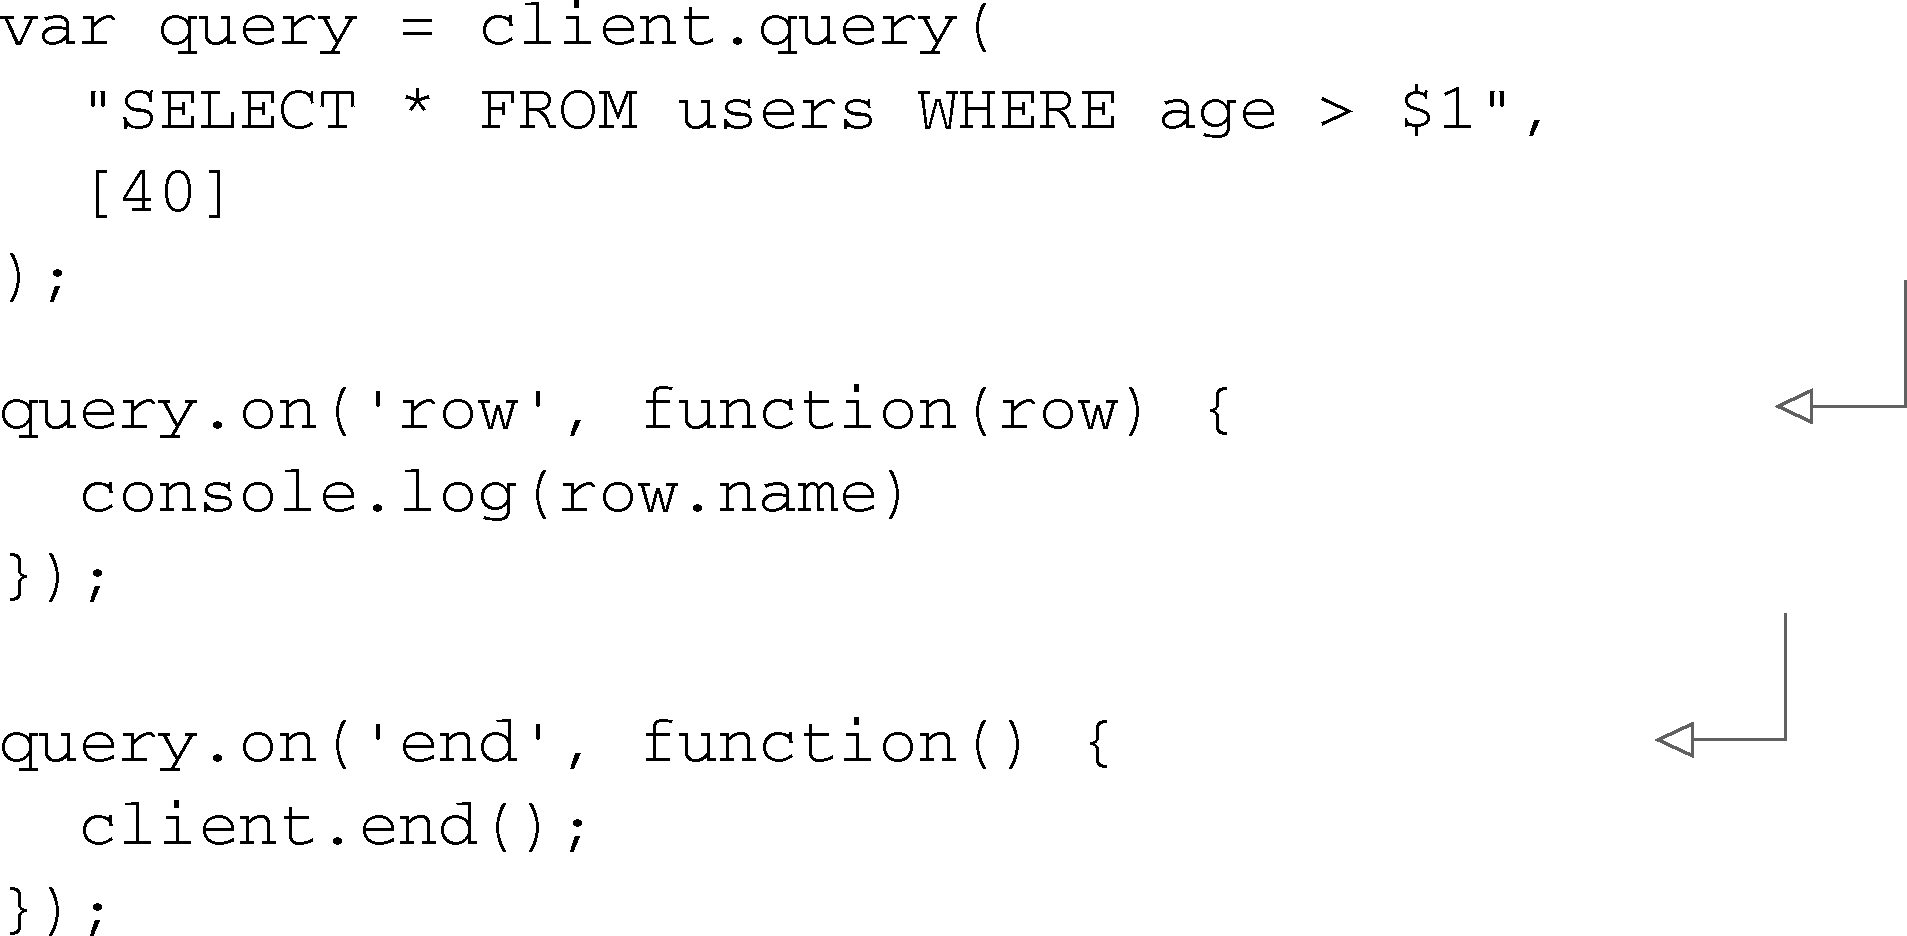 var query = client.query(
  "SELECT * FROM users WHERE age > $1",
  [40]
);
query.on('row', function(row) {
  console.log(row.name)
});
query.on('end', function() {
  client.end();
});